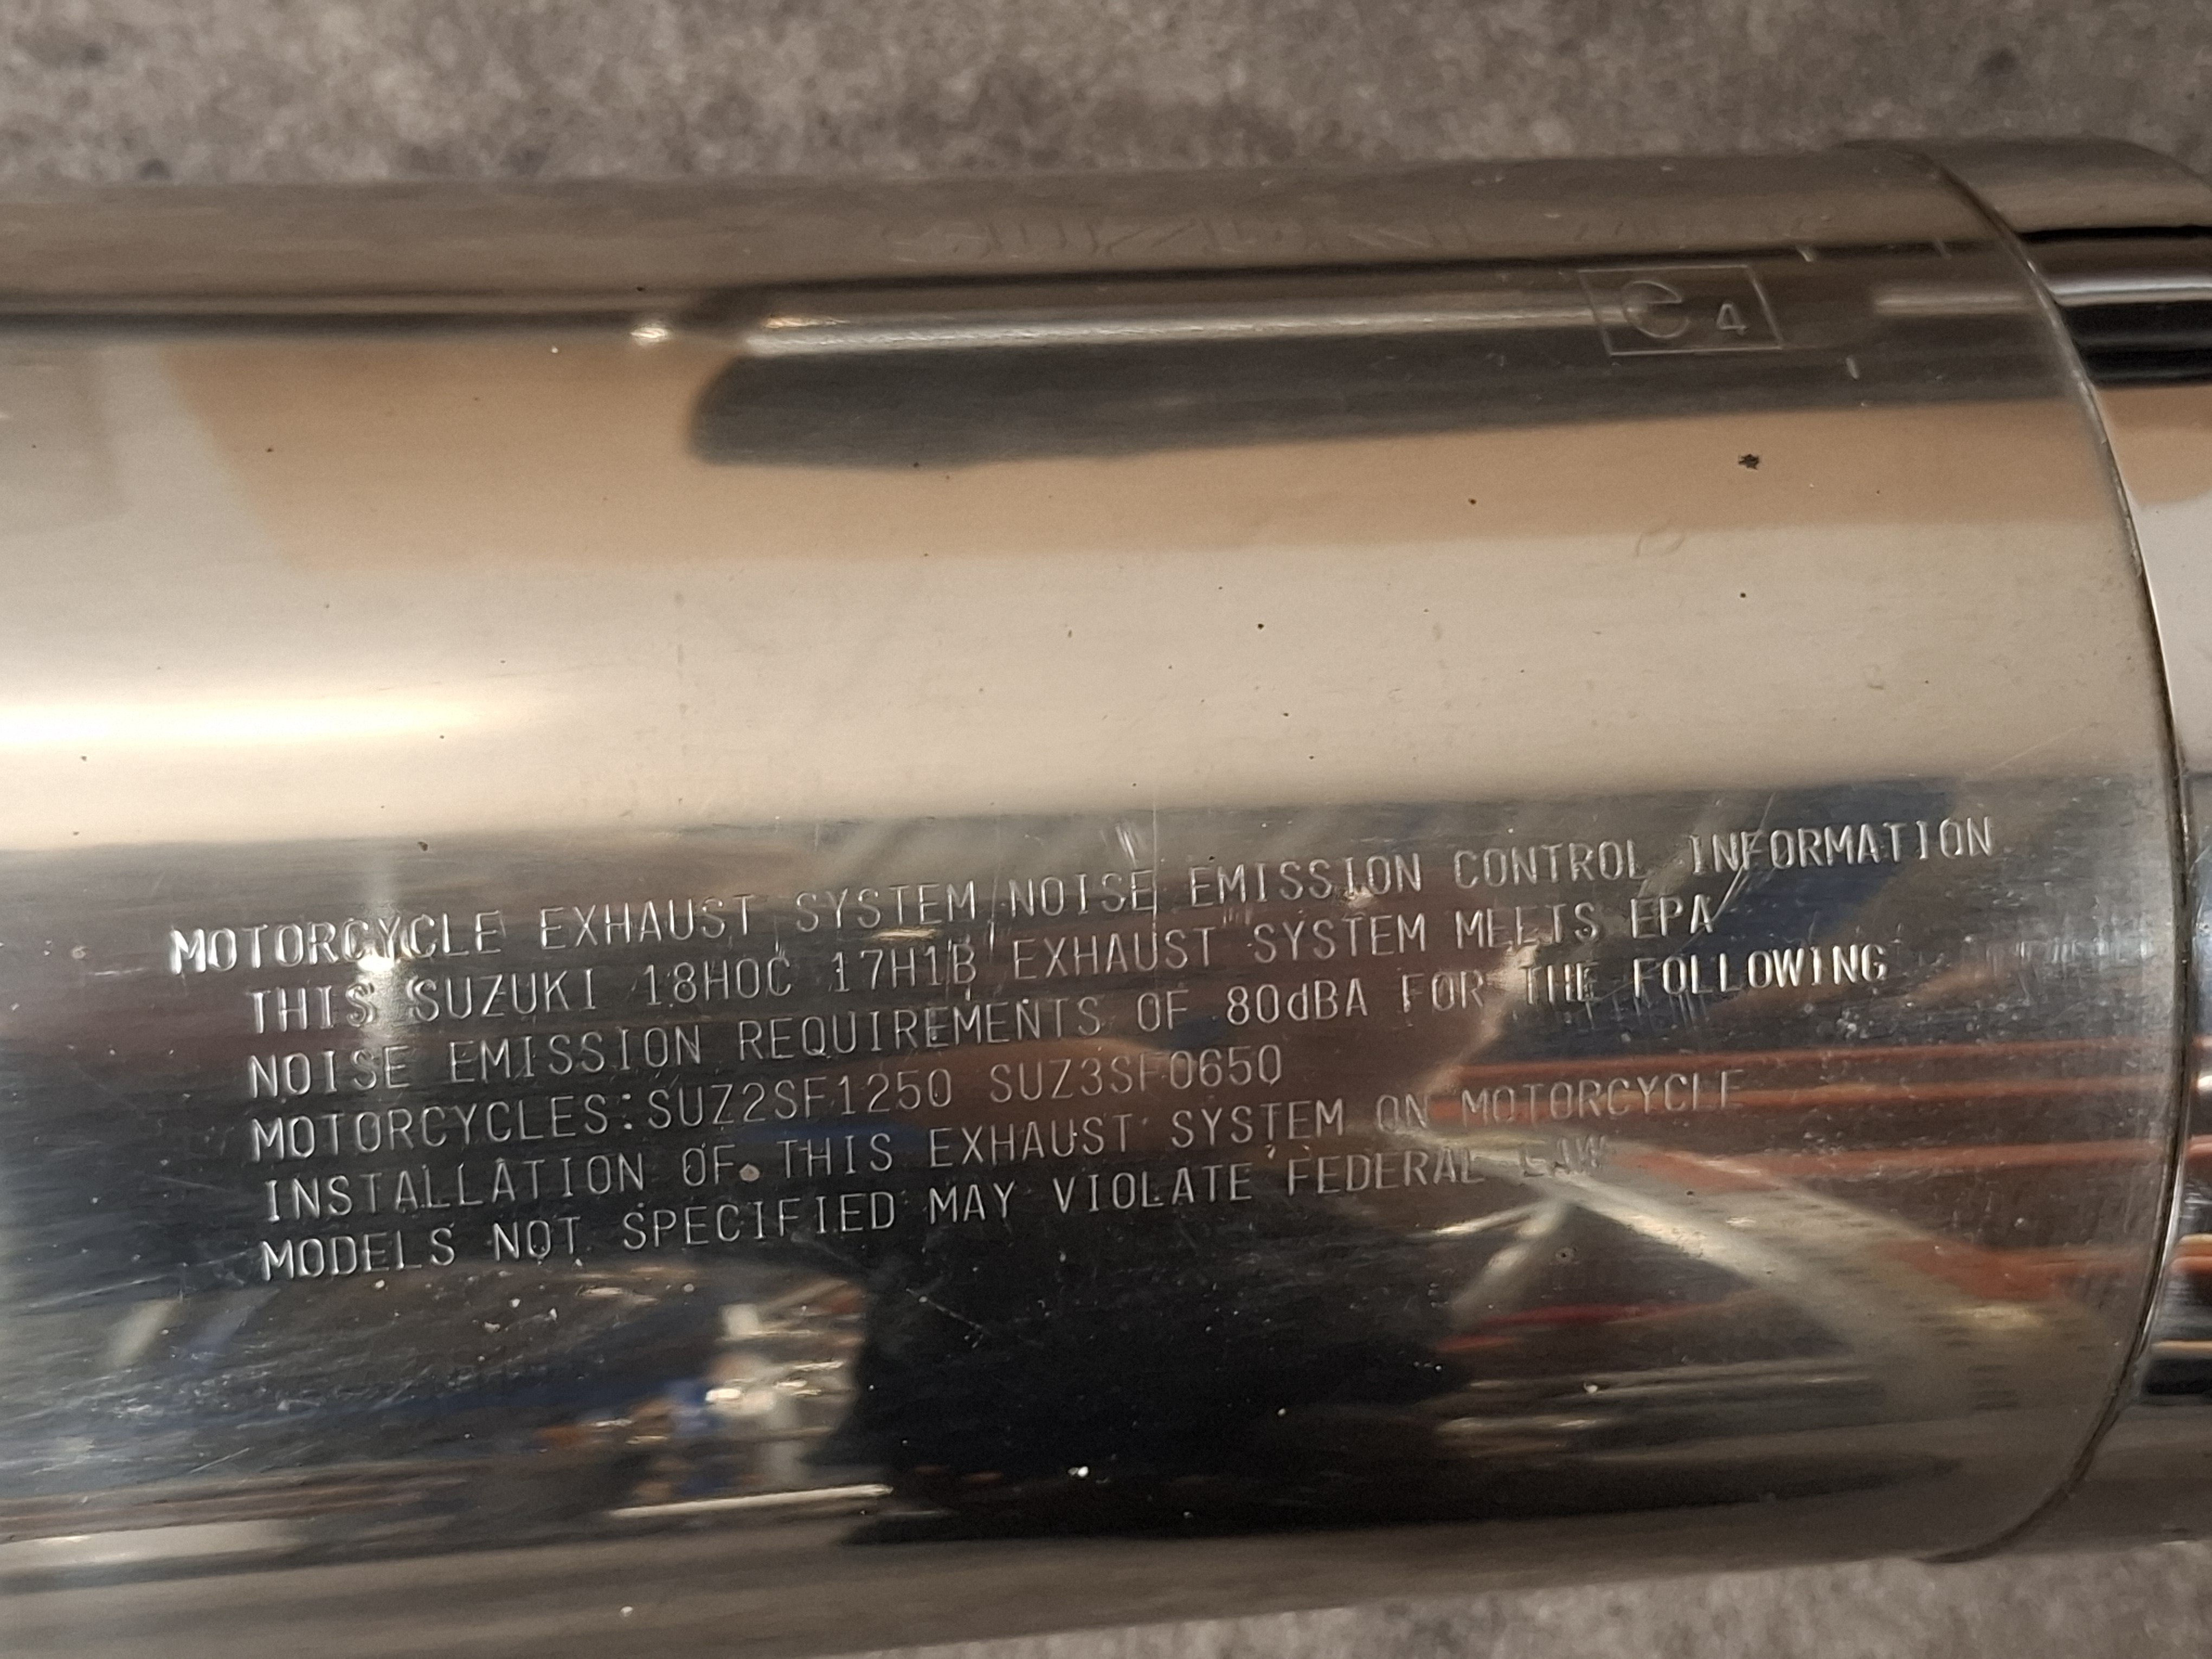 e 4
MOTORCYCLE EXHAUST SYSTEM NOISE EMISSION CONTROL INFORMATION
THIS SUZUKI 18H0C 17H1B EXHAUST SYSTEM MEETS EPA
NOISE EMISSION REQUIREMENTS OF 80dBA FOR THE FOLLOWING
MOTORCYCLES:SUZ2SF1250 SUZ3SF0650
INSTALLATION OF THIS EXHAUST SYSTEM ON MOTORCYCLE
MODELS NOT SPECIFIED MAY VIOLATE FEDERAL LAW